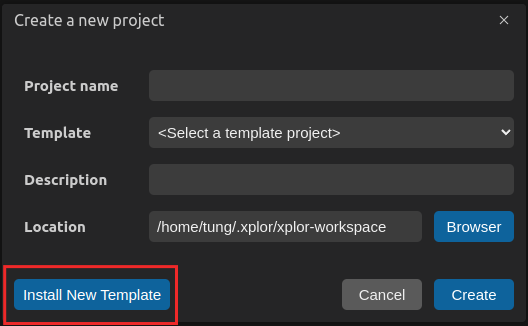 Create a new project ×
Project name
Template <Select a template project>
Description
Location /home/tung/.xplor/xplor-workspace Browser
Install New Template Cancel Create